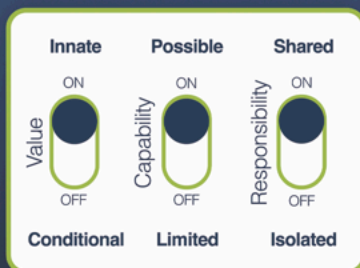 Innate Possible Shared
ON ON ON
Value Capability Responsibility
OFF OFF OFF
Conditional Limited Isolated